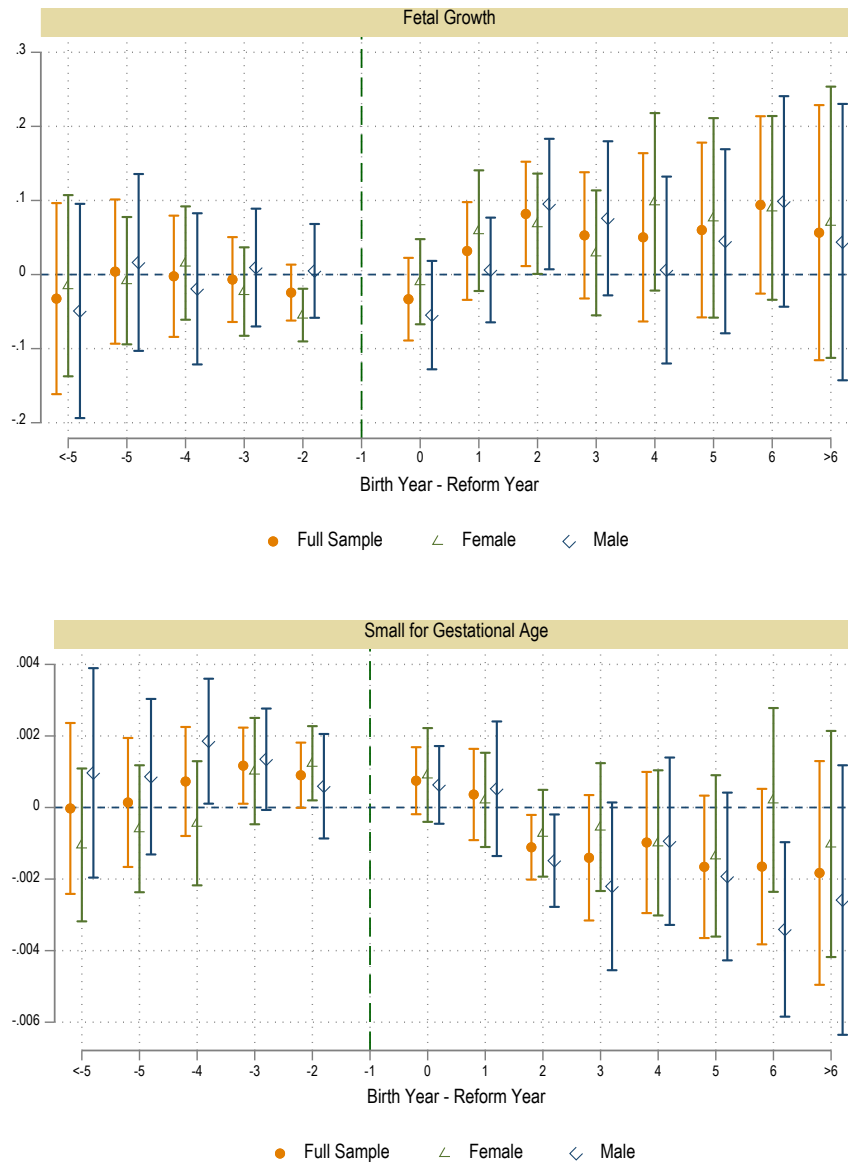 Fetal Growth
.3
.2
.1
0
-.1
-.2
<-5 -5 -4 -3 -2 -1 0 1 2 3 4 5 6 >6
Birth Year - Reform Year
Full Sample Female Male
Small for Gestational Age
.004
.002
0
-.002
-.004
-.006
<-5 -5 -4 -3 -2 -1 0 1 2 3 4 5 6 >6
Birth Year - Reform Year
Full Sample Female Male